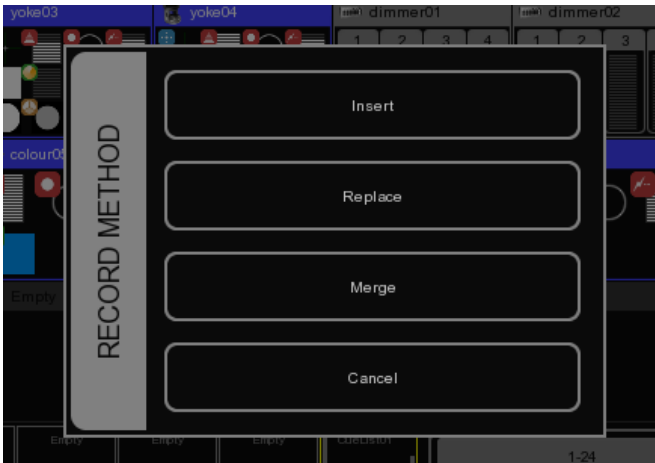 yoke03
yoke04
dimmer01
dimmer02
1 2 3 4
1 2 3
RECORD METHOD
Insert
Replace
Merge
Cancel
Empty
Empty
Empty
Empty
CueList01
1-24